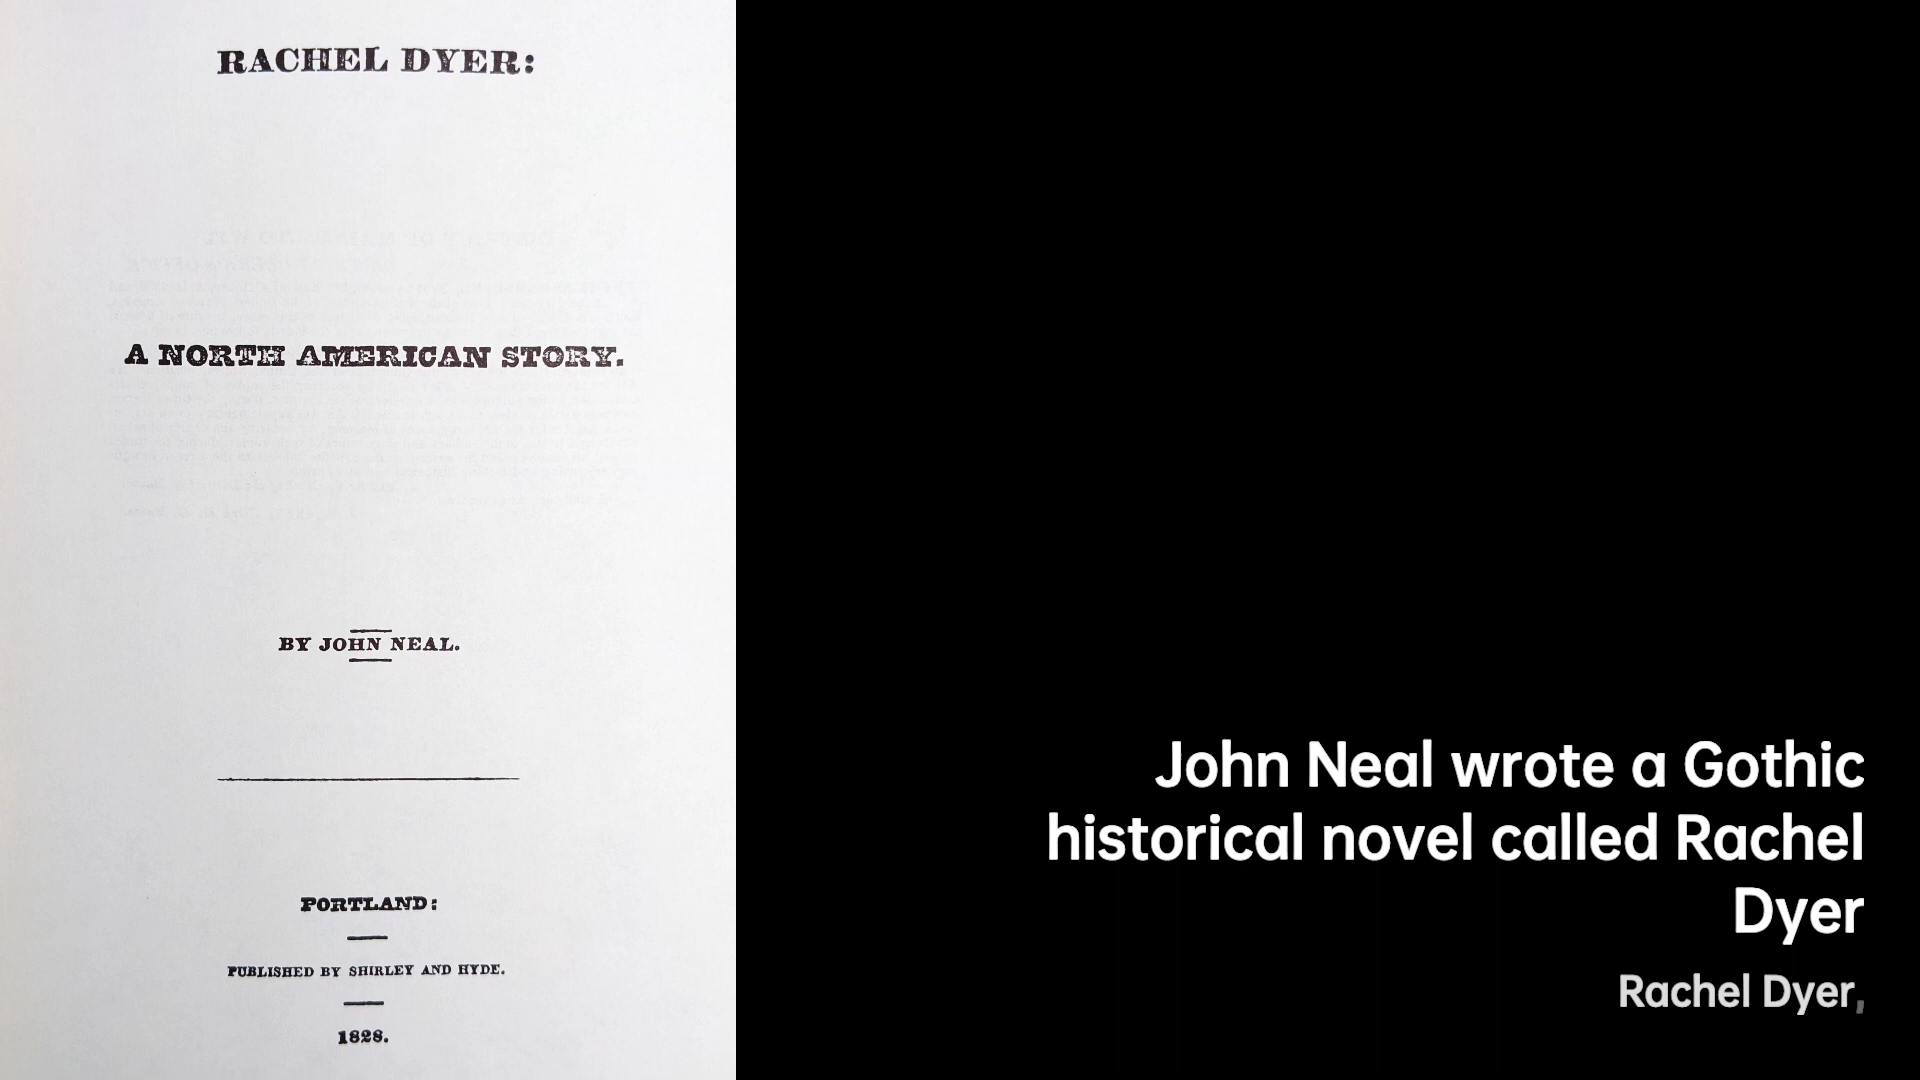 RACHEL DYER:
A NORTH AMERICAN STORY.
BY JOHN NEAL.
PORTLAND:
PUBLISHED BY SHIRLEY AND HYDE.
1828.
John Neal wrote a Gothic
historical novel called Rachel
Dyer
Rachel Dyer,